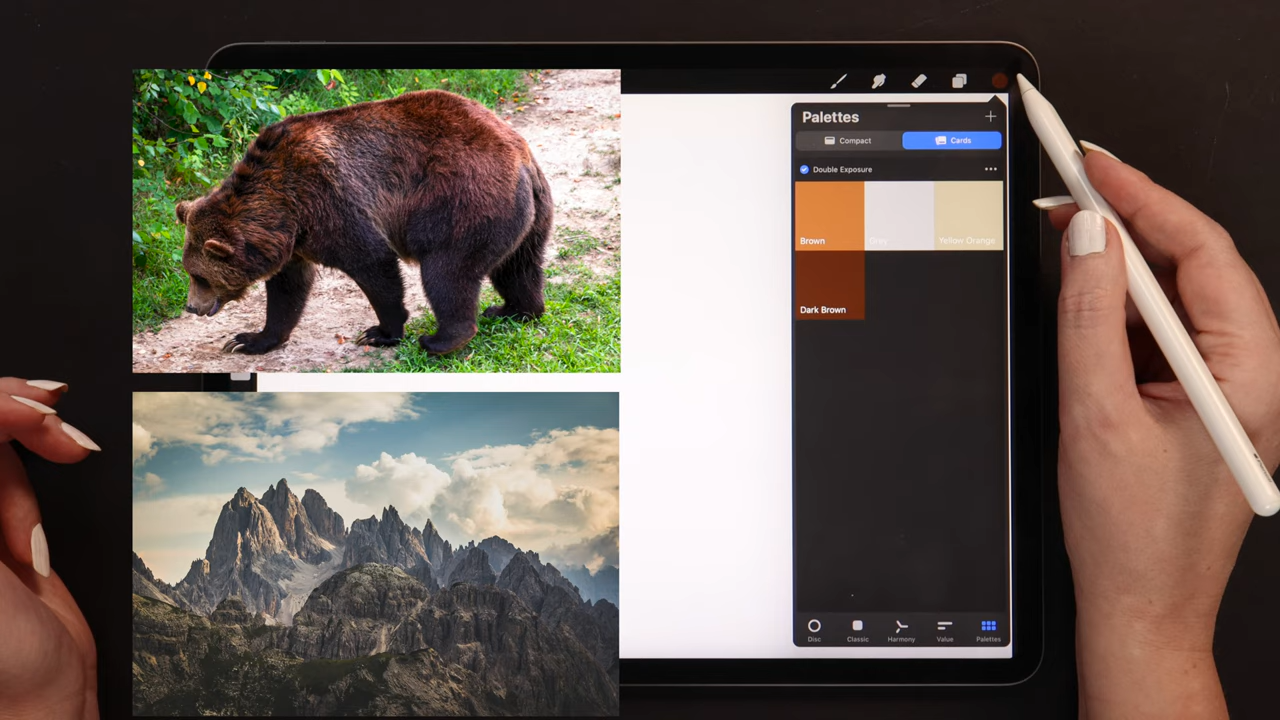 Palettes
Compact
Cards
Double Exposure
Brown
Grey
Yellow Orange
Dark Brown
Disc
Classic
Harmony
Value
Palettes